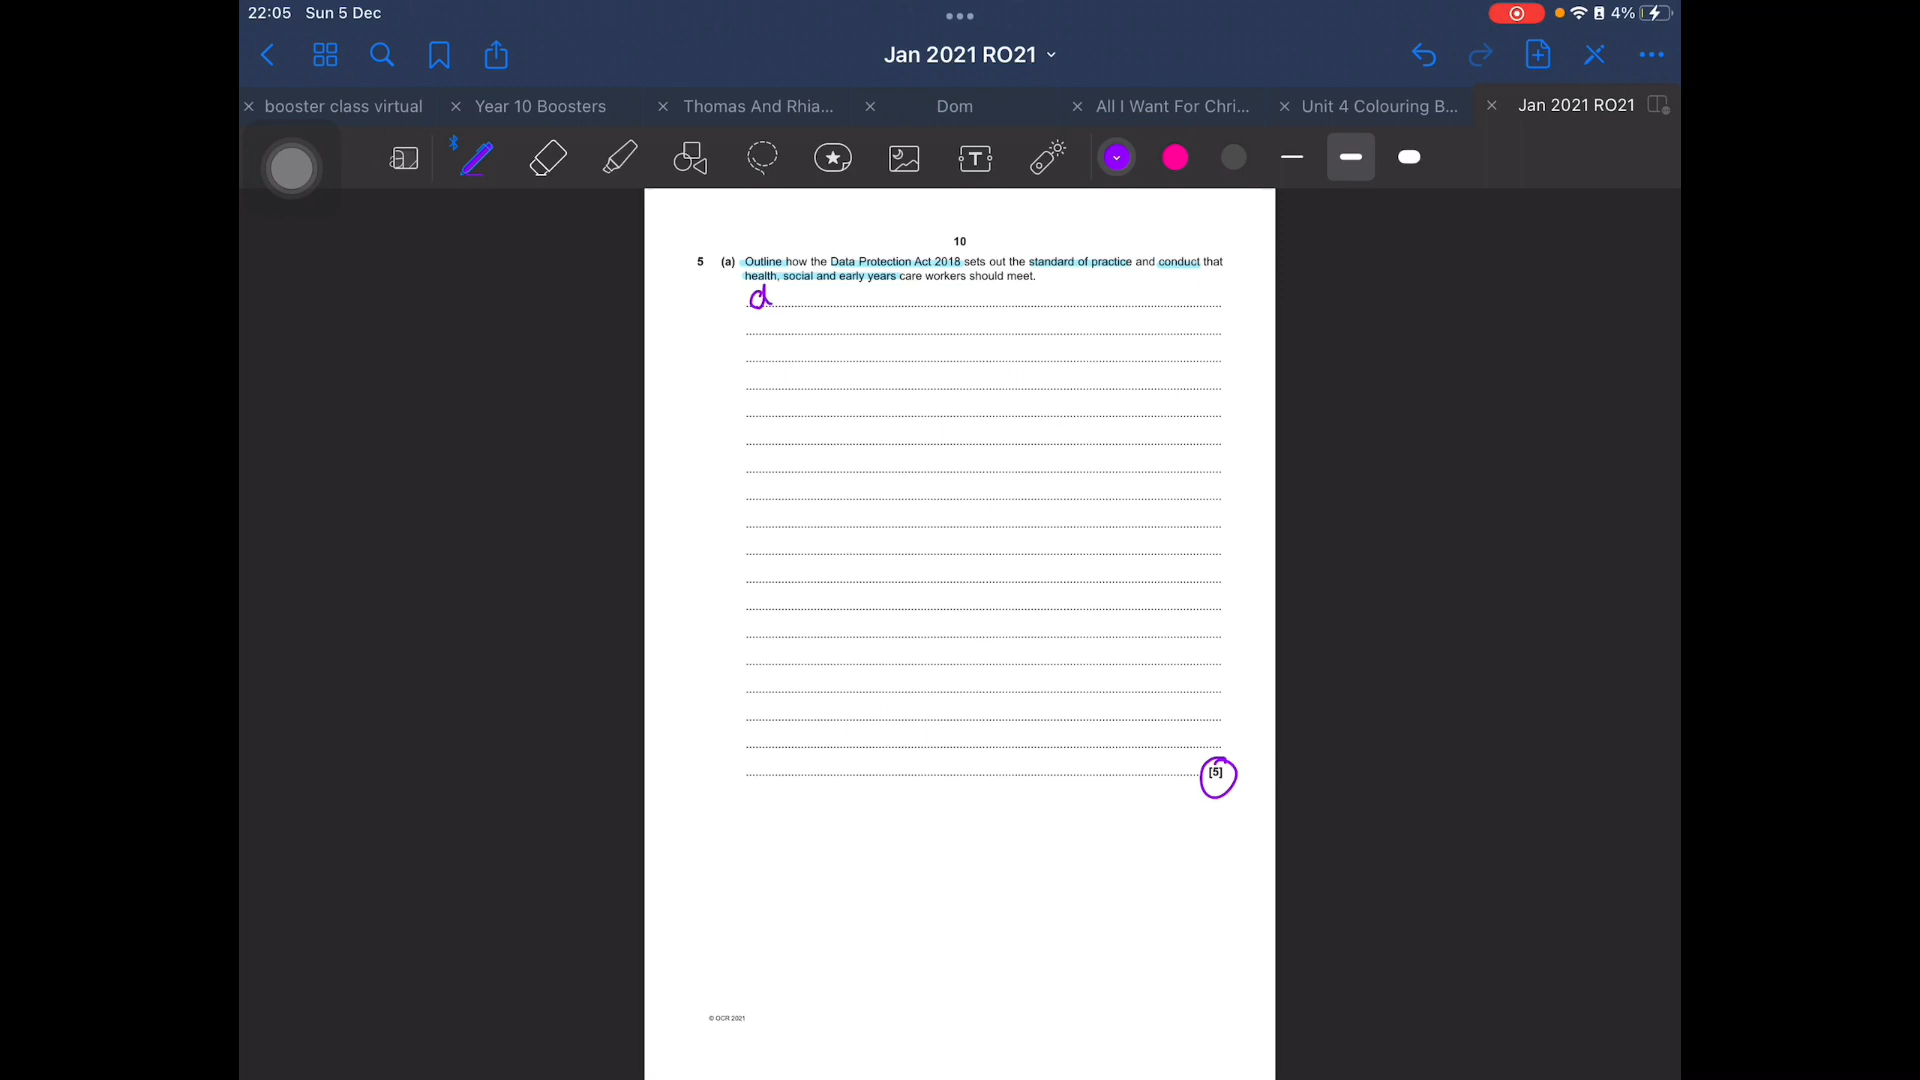 22:05 Sun 5 Dec
4%
Jan 2021 RO21
booster class virtual
Year 10 Boosters
Thomas And Rhia...
Dom
All I Want For Chri...
Unit 4 Colouring B...
Jan 2021 RO21
10
5 (a) Outline how the Data Protection Act 2018 sets out the standard of practice and conduct that
health, social and early years care workers should meet.
d
[5]
© OCR 2021